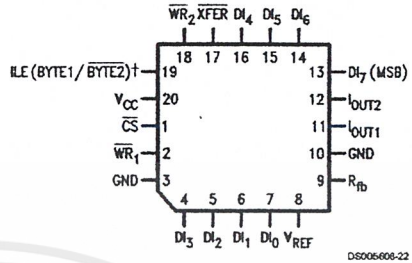 WR2 XFER DI4 DI5 DI6
18 17 16 15 14
ILE (BYTE1/BYTE2)† 19 13 DI7 (MSB)
VCC 20 12 IOUT2
CS 1 11 IOUT1
WR1 2 10 GND
GND 3 9 Rfb
4 5 6 7 8
DI3 DI2 DI1 DI0 VREF
DS005608-22